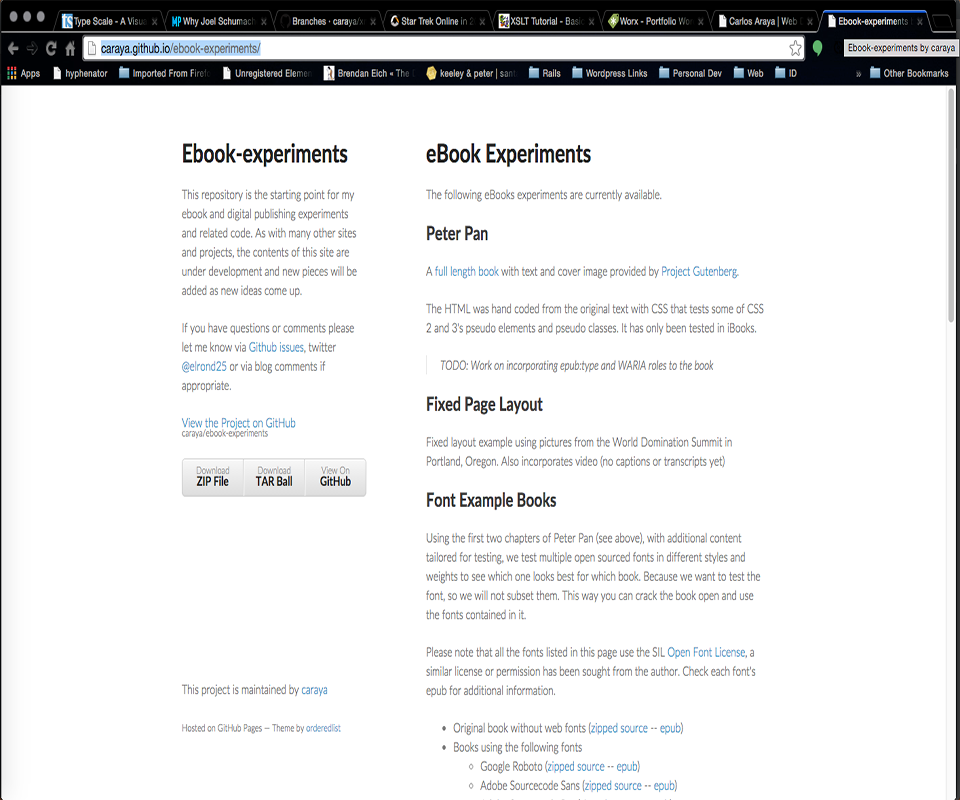 Type Scale - A Visua
Why Joel Schumach
Branches · caraya/x
Star Trek Online in 2
XSLT Tutorial - Basi
Worx - Portfolio Wo
Carlos Araya | Web
Ebook-experiments
caraya.github.io/ebook-experiments/
Ebook-experiments by caraya
Apps
hyphenator
Imported From Firefo
Unregistered Elemen
Brendan Eich « The
keeley & peter | san
Rails
Wordpress Links
Personal Dev
Web
ID
»
Other Bookmarks
Ebook-experiments
This repository is the starting point for my
ebook and digital publishing experiments
and related code. As with many other sites
and projects, the contents of this site are
under development and new pieces will be
added as new ideas come up.
If you have questions or comments please
let me know via Github issues, twitter
@elrond25 or via blog comments if
appropriate.
View the Project on GitHub
caraya/ebook-experiments
Download
ZIP File
Download
TAR Ball
View On
GitHub
This project is maintained by caraya
Hosted on GitHub Pages — Theme by orderedlist
eBook Experiments
The following eBooks experiments are currently available.
Peter Pan
A full length book with text and cover image provided by Project Gutenberg.
The HTML was hand coded from the original text with CSS that tests some of CSS
2 and 3's pseudo elements and pseudo classes. It has only been tested in iBooks.
TODO: Work on incorporating epub:type and WARIA roles to the book
Fixed Page Layout
Fixed layout example using pictures from the World Domination Summit in
Portland, Oregon. Also incorporates video (no captions or transcripts yet)
Font Example Books
Using the first two chapters of Peter Pan (see above), with additional content
tailored for testing, we test multiple open sourced fonts in different styles and
weights to see which one looks best for which book. Because we want to test the
font, so we will not subset them. This way you can crack the book open and use
the fonts contained in it.
Please note that all the fonts listed in this page use the SIL Open Font License, a
similar license or permission has been sought from the author. Check each font's
epub for additional information.
• Original book without web fonts (zipped source -- epub)
• Books using the following fonts
◦ Google Roboto (zipped source -- epub)
◦ Adobe Sourcecode Sans (zipped source -- epub)